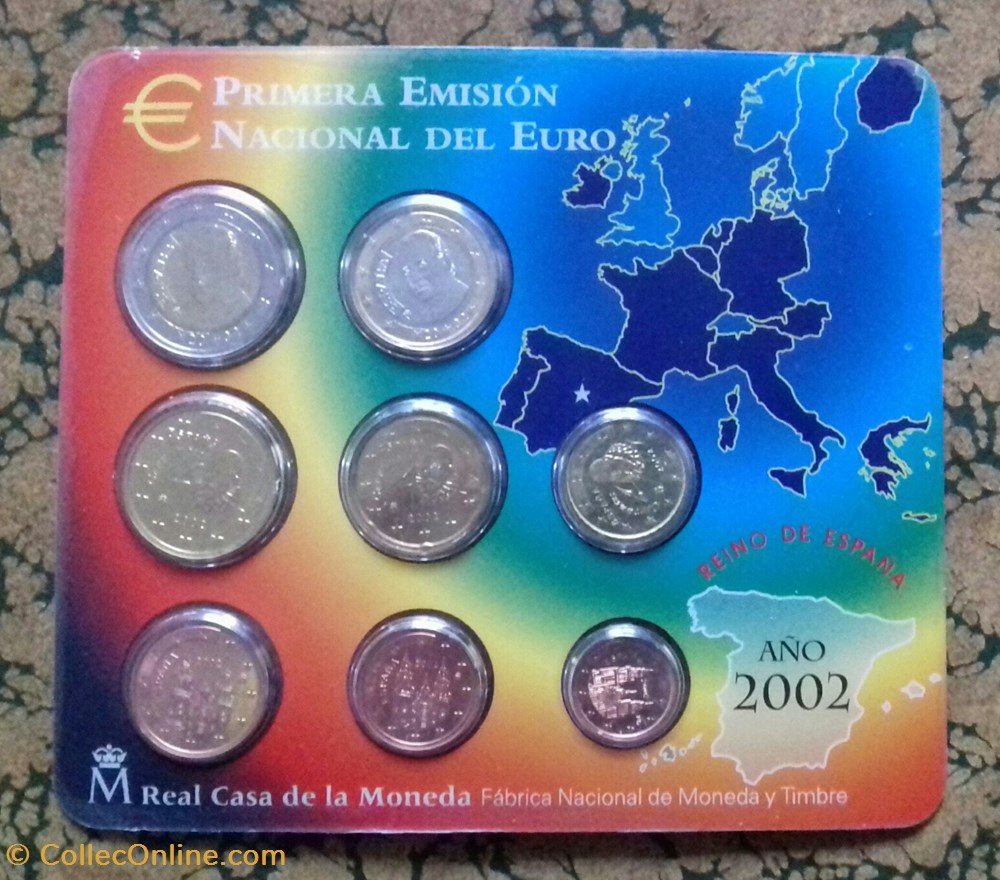 € PRIMERA EMISIÓN
NACIONAL DEL EURO
REINO DE ESPAÑA
AÑO
2002
M Real Casa de la Moneda Fábrica Nacional de Moneda y Timbre
© CollecOnline.com